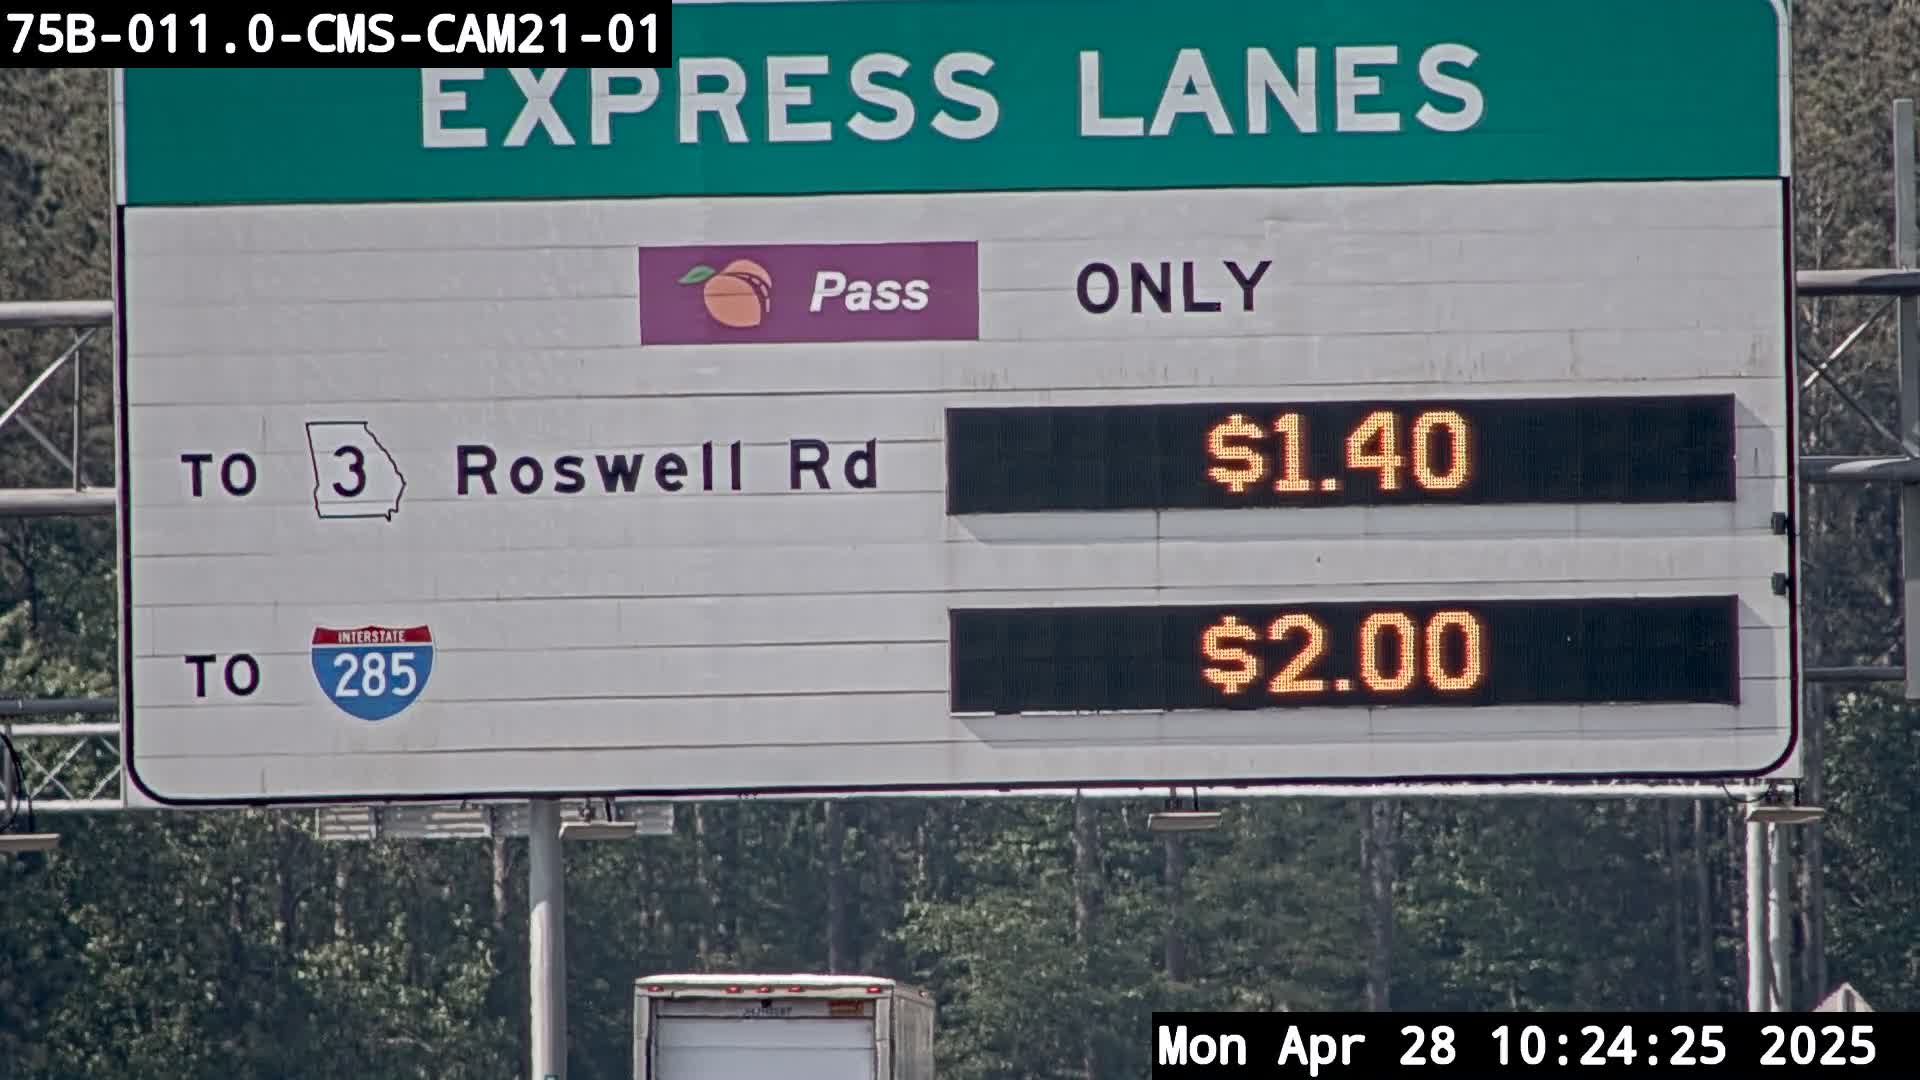 75B-011.0-CMS-CAM21-01
EXPRESS LANES
Pass ONLY
TO 3 Roswell Rd $1.40
TO INTERSTATE 285 $2.00
Mon Apr 28 10:24:25 2025